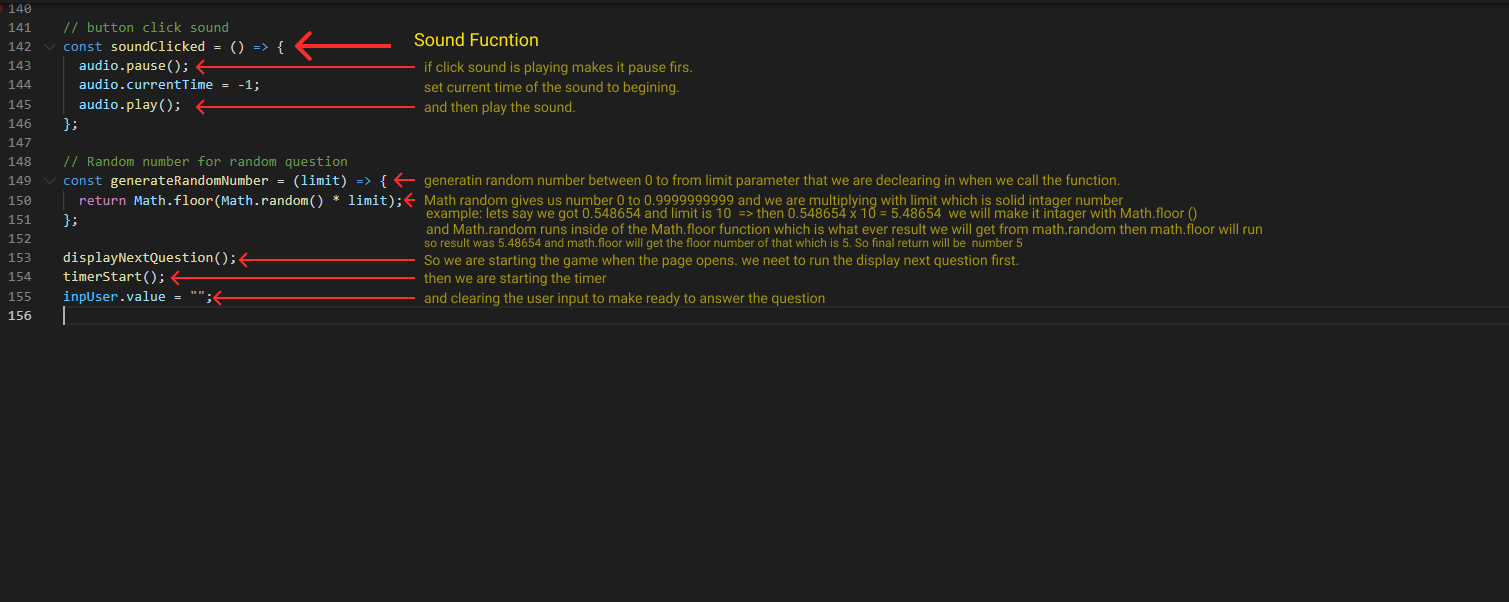 140
141 // button click sound
142 const soundClicked = () => { Sound Fucntion
143 audio.pause(); if click sound is playing makes it pause firs.
144 audio.currentTime = -1; set current time of the sound to begining.
145 audio.play(); and then play the sound.
146 };
147
148 // Random number for random question
149 const generateRandomNumber = (limit) => { generatin random number between 0 to from limit parameter that we are declearing in when we call the function.
150 return Math.floor(Math.random() * limit); Math random gives us number 0 to 0.9999999999 and we are multiplying with limit which is solid intager number
example: lets say we got 0.548654 and limit is 10 => then 0.548654 x 10 = 5.48654 we will make it intager with Math.floor ()
151 };
and Math.random runs inside of the Math.floor function which is what ever result we will get from math.random then math.floor will run
152 so result was 5.48654 and math.floor will get the floor number of that which is 5. So final return will be number 5
153 displayNextQuestion(); So we are starting the game when the page opens. we neet to run the display next question first.
154 timerStart(); then we are starting the timer
155 inpUser.value = ""; and clearing the user input to make ready to answer the question
156